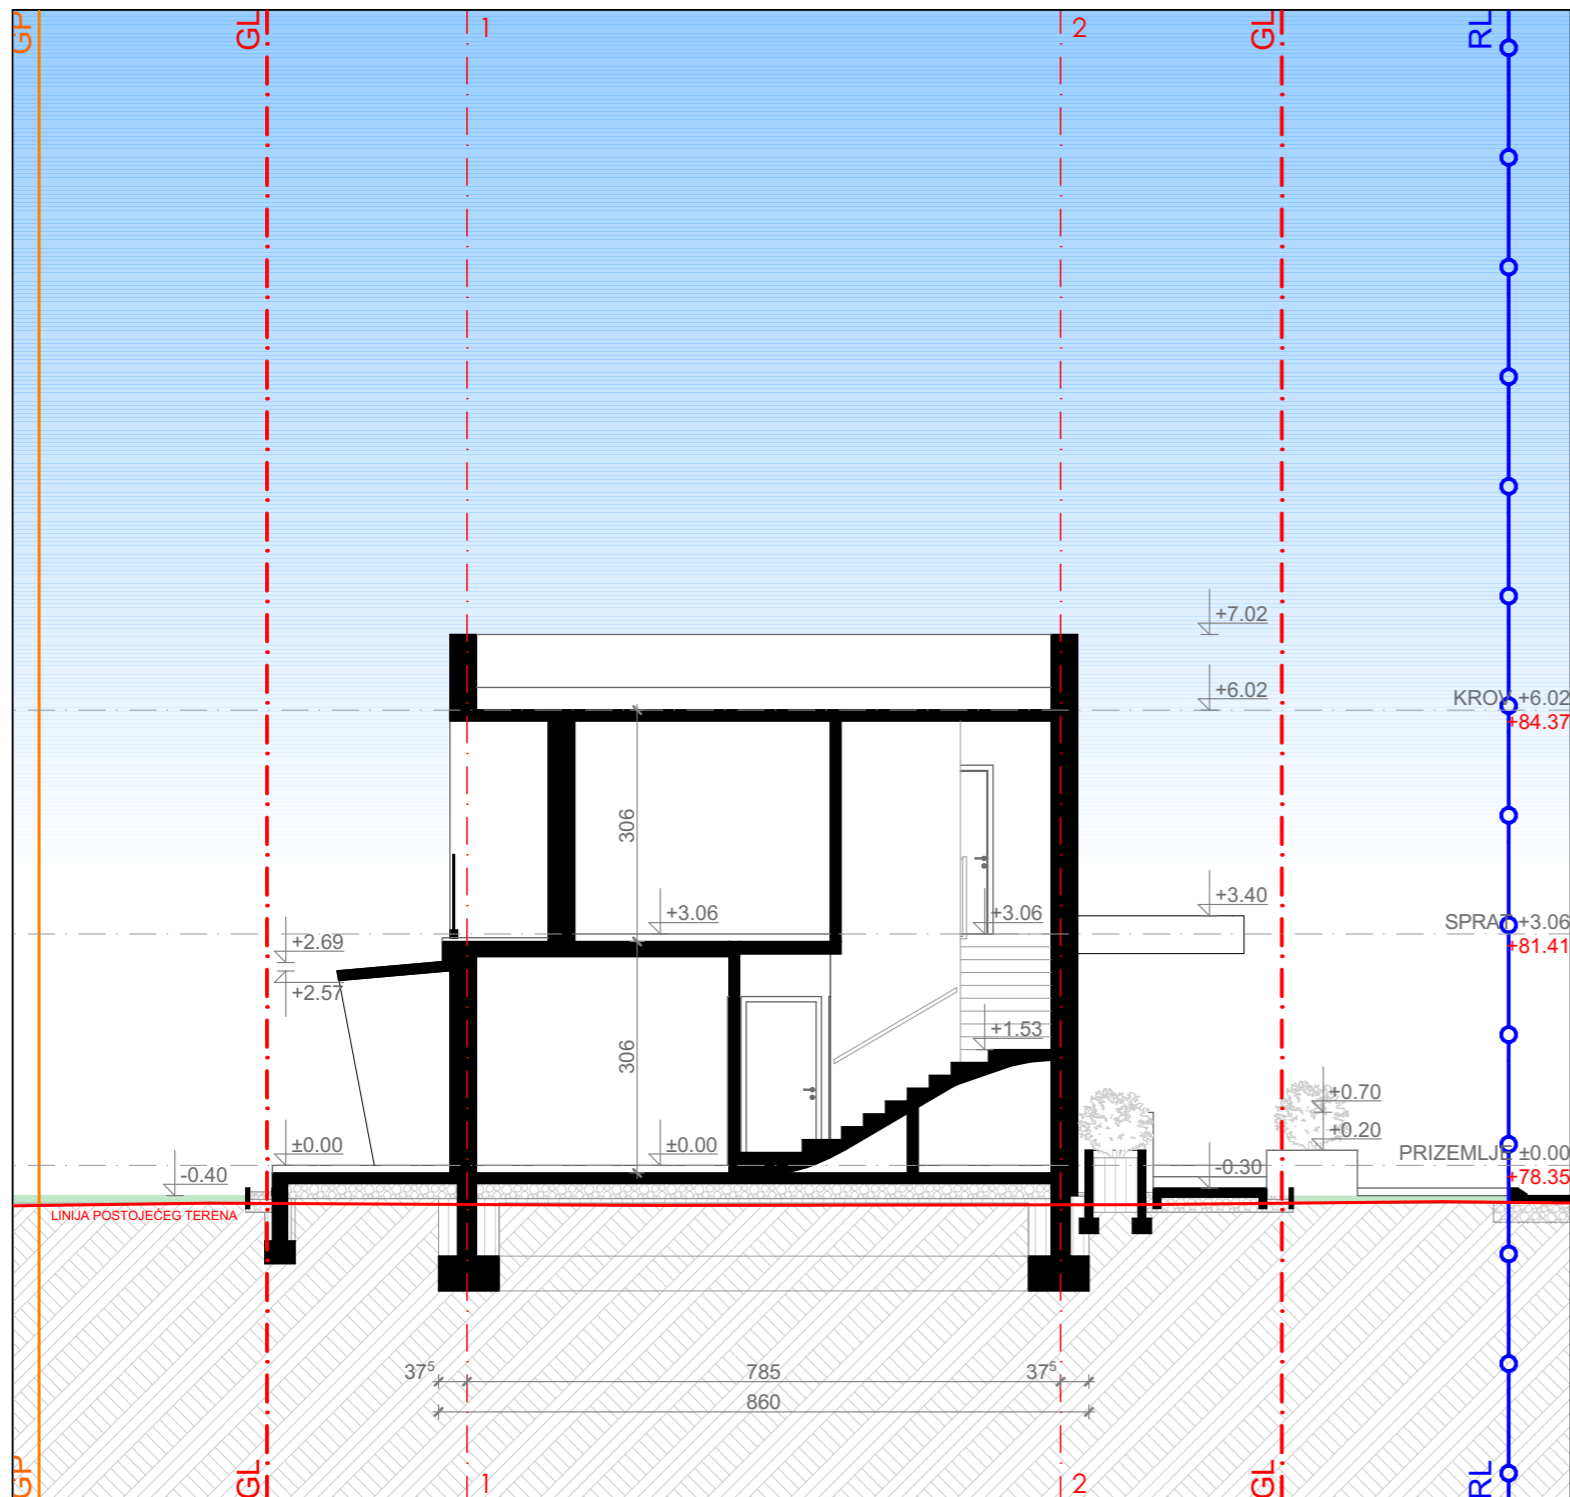 GP
GL
1
2
GL
RL
+7.02
+6.02
KROV +6.02
+84.37
306
+3.06
+3.06
+3.40
SPRAT +3.06
+81.41
+2.69
+2.57
306
+1.53
+0.70
+0.20
±0.00
±0.00
PRIZEMLJE ±0.00
-0.40
-0.30
+78.35
LINIJA POSTOJEĆEG TERENA
37⁵
785
37⁵
860
GP
GL
1
2
GL
RL